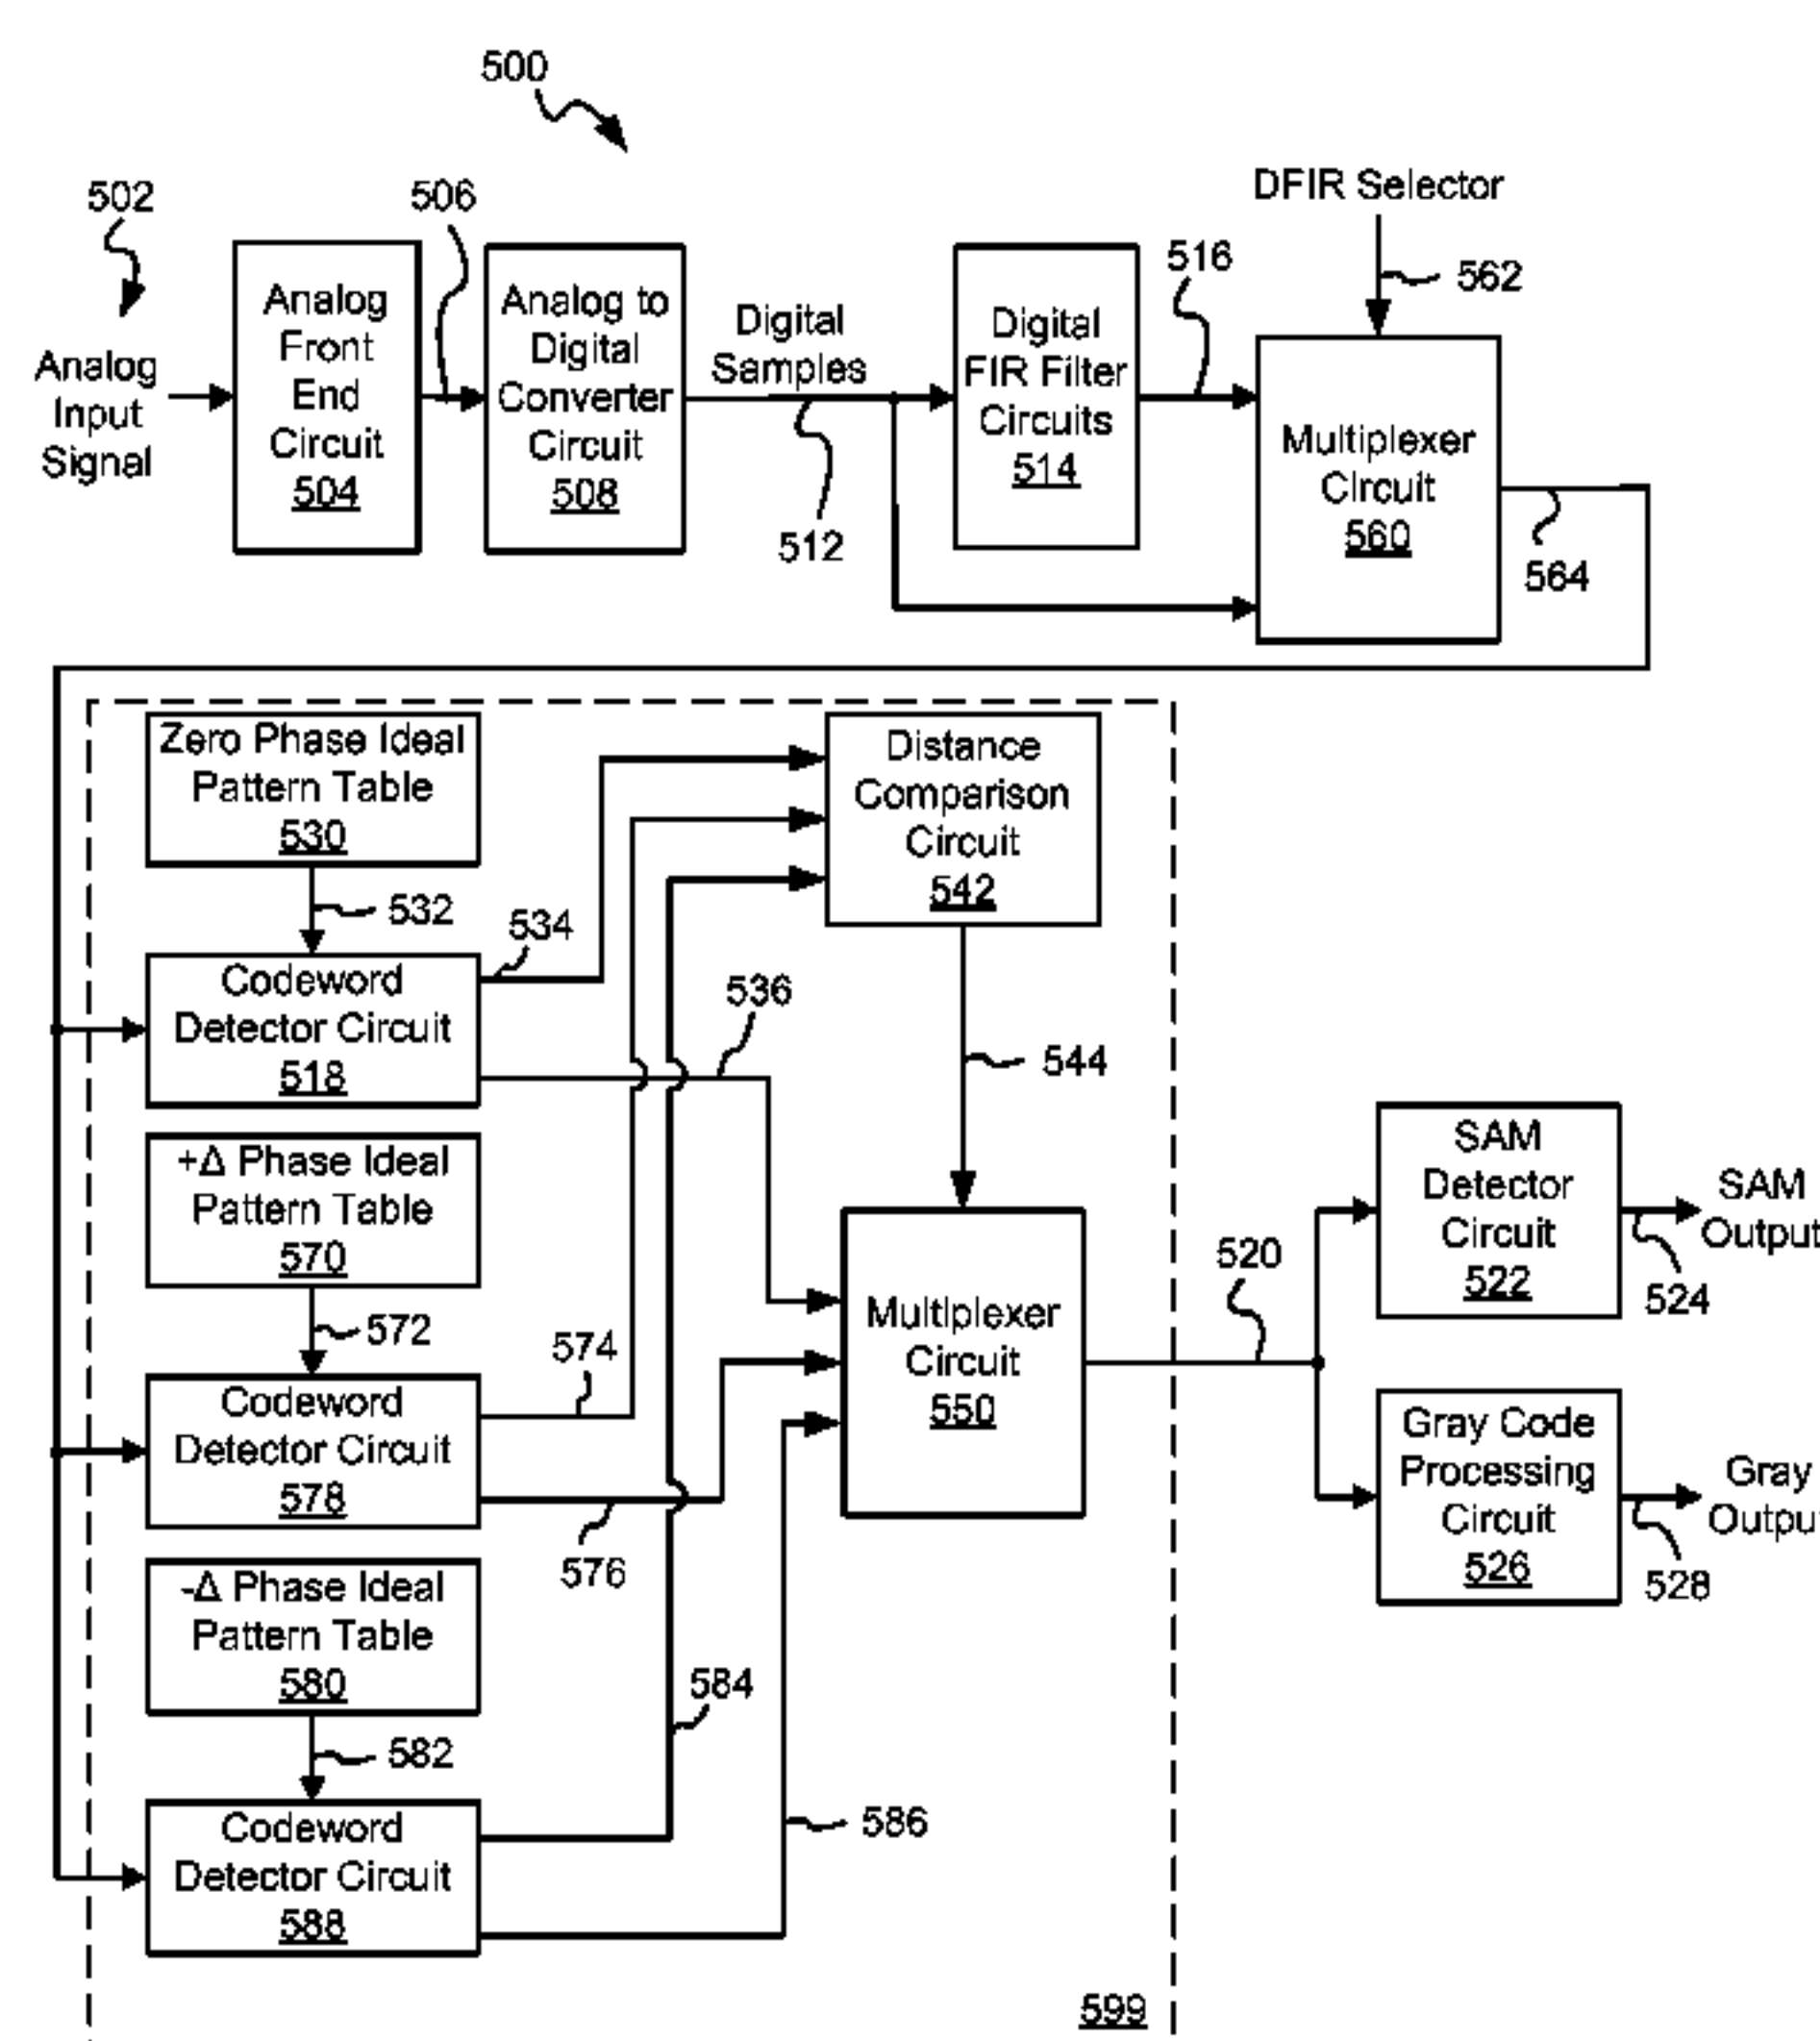 500
502
506
DFIR Selector
516
562
Analog
Input
Signal
Analog
Front
End
Circuit
504
Analog to
Digital
Converter
Circuit
508
Digital
Samples
512
Digital
FIR Filter
Circuits
514
Multiplexer
Circuit
560
564
Zero Phase Ideal
Pattern Table
530
532
Distance
Comparison
Circuit
542
534
Codeword
Detector Circuit
518
536
544
+Δ Phase Ideal
Pattern Table
570
572
574
Codeword
Detector Circuit
578
576
Multiplexer
Circuit
550
520
SAM
Detector
Circuit
522
SAM
Output
524
Gray Code
Processing
Circuit
526
Gray
Output
528
-Δ Phase Ideal
Pattern Table
580
582
584
Codeword
Detector Circuit
588
586
599